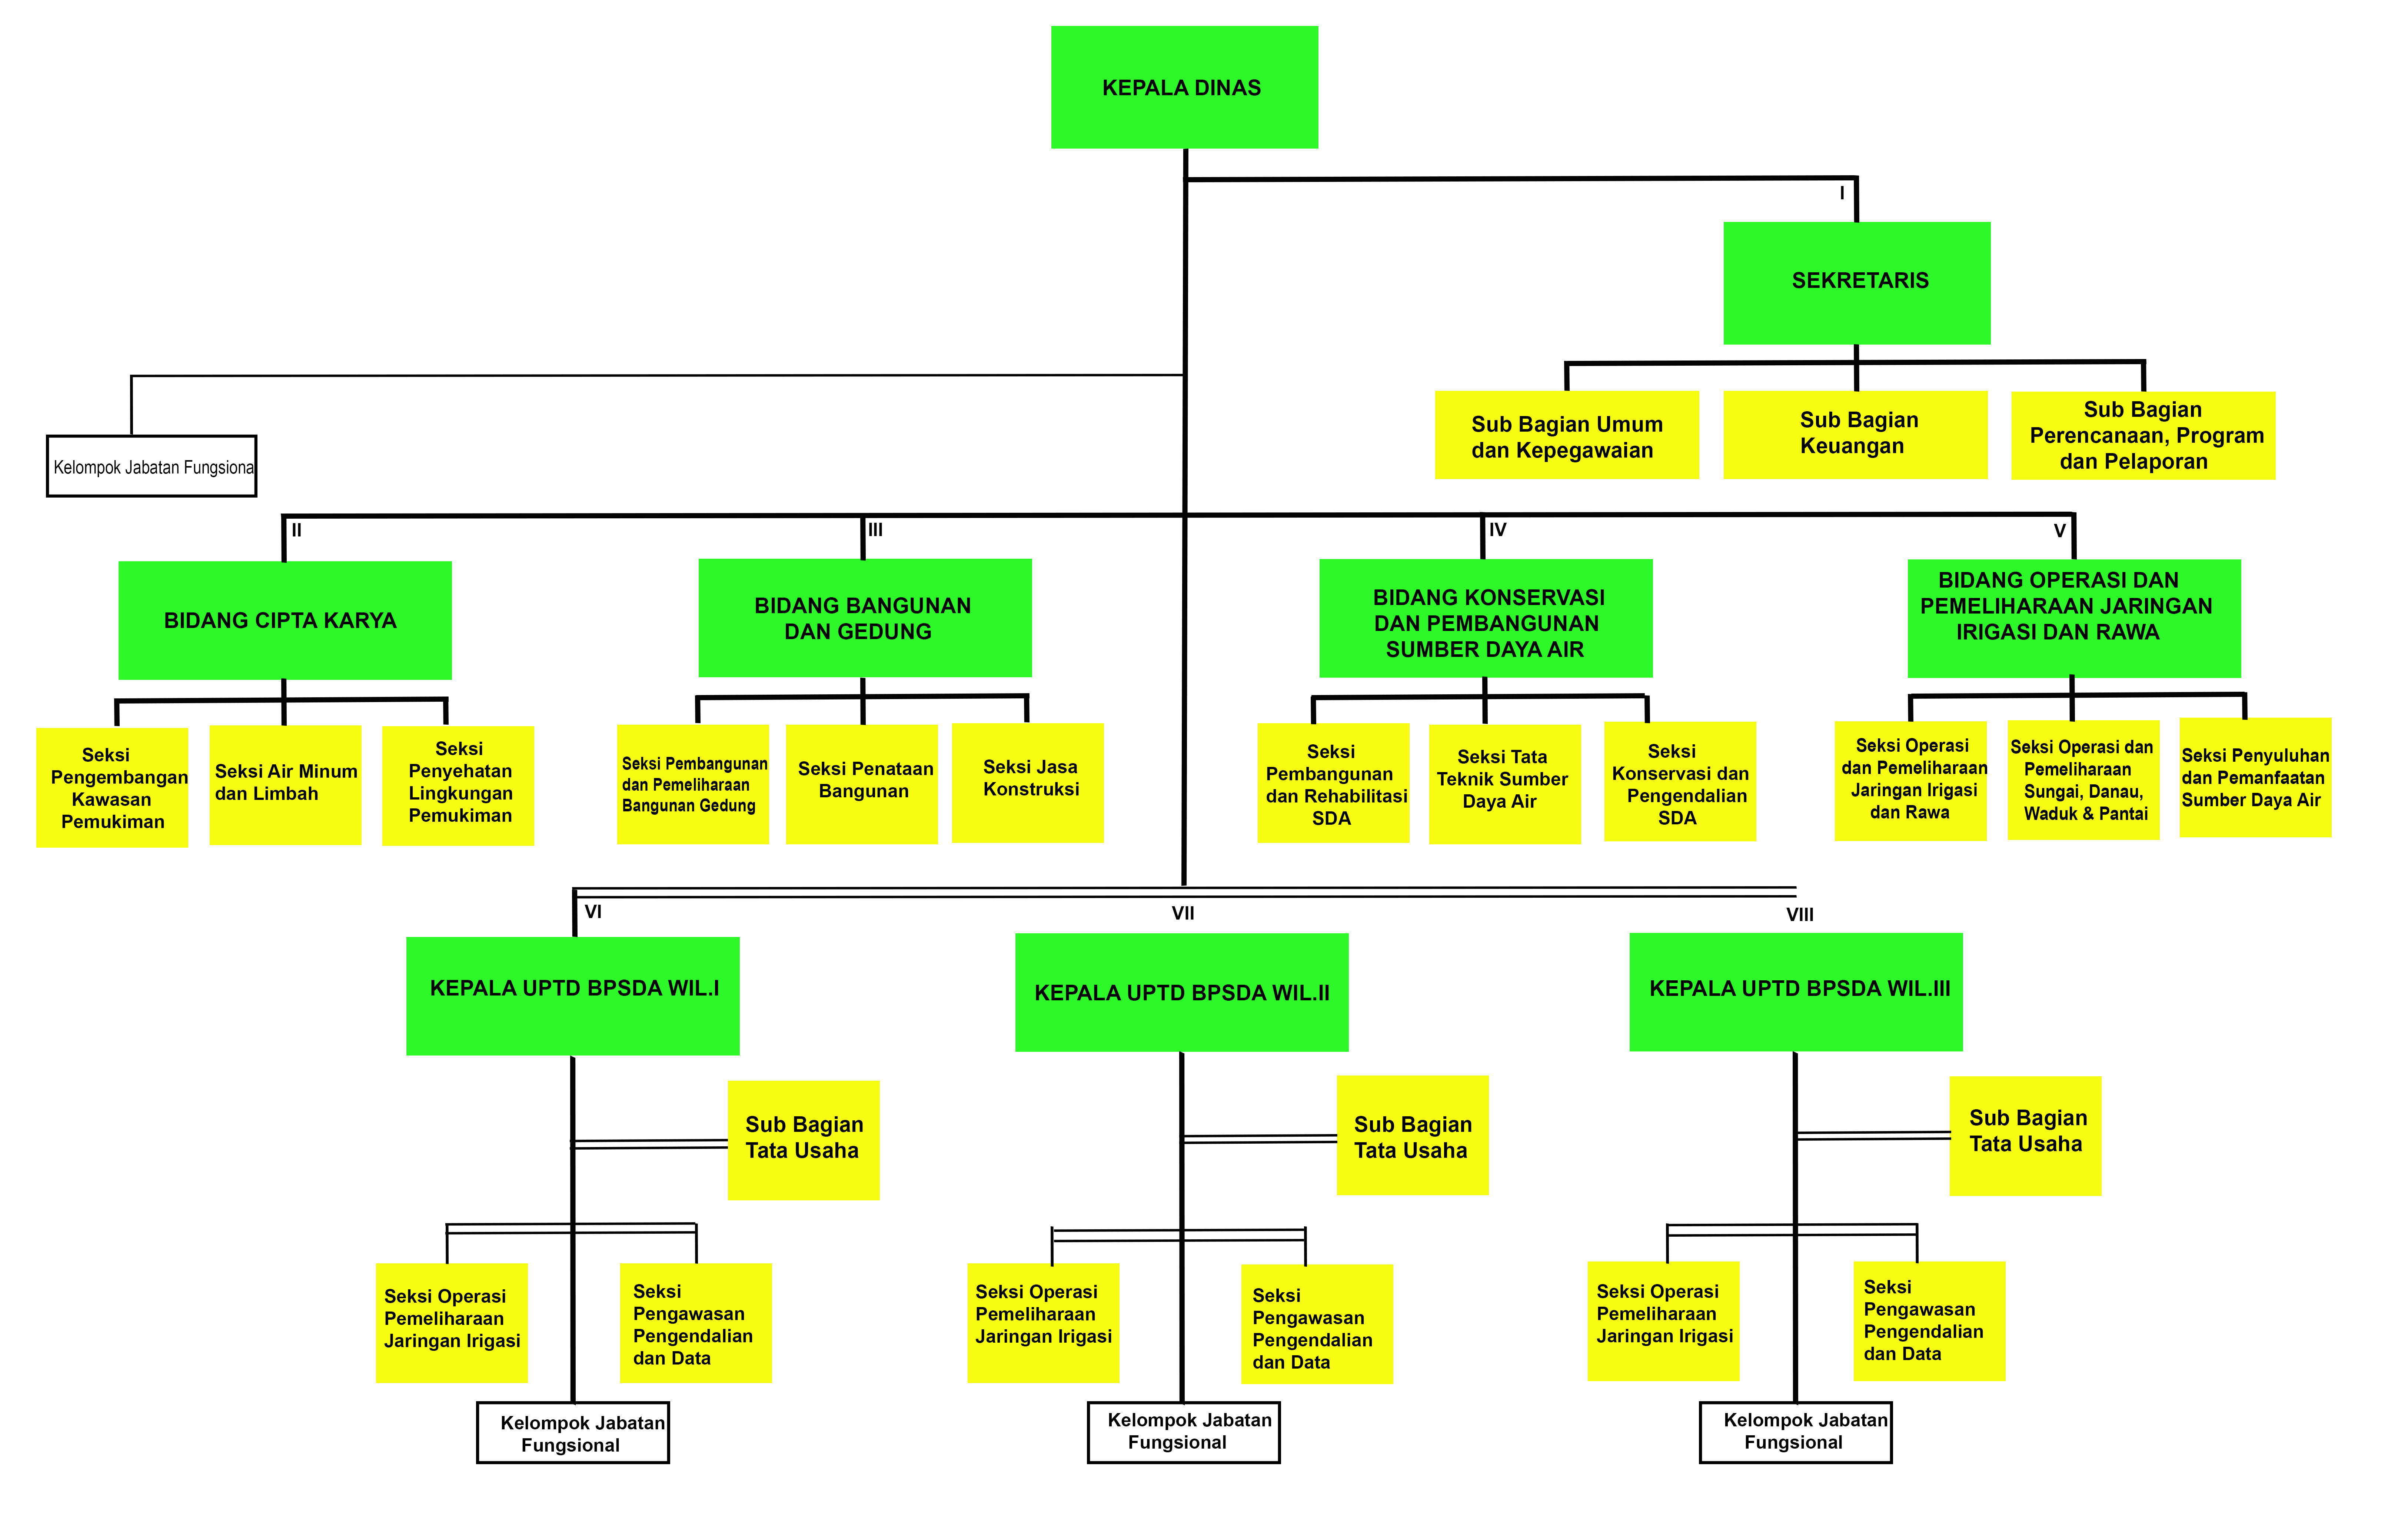 KEPALA DINAS
I
SEKRETARIS
Sub Bagian Umum
dan Kepegawaian
Sub Bagian
Keuangan
Sub Bagian
Perencanaan, Program
dan Pelaporan
Kelompok Jabatan Fungsiona
II
III
IV
V
BIDANG CIPTA KARYA
BIDANG BANGUNAN
DAN GEDUNG
BIDANG KONSERVASI
DAN PEMBANGUNAN
SUMBER DAYA AIR
BIDANG OPERASI DAN
PEMELIHARAAN JARINGAN
IRIGASI DAN RAWA
Seksi
Pengembangan
Kawasan
Pemukiman
Seksi Air Minum
dan Limbah
Seksi
Penyehatan
Lingkungan
Pemukiman
Seksi Pembangunan
dan Pemeliharaan
Bangunan Gedung
Seksi Penataan
Bangunan
Seksi Jasa
Konstruksi
Seksi
Pembangunan
dan Rehabilitasi
SDA
Seksi Tata
Teknik Sumber
Daya Air
Seksi
Konservasi dan
Pengendalian
SDA
Seksi Operasi
dan Pemeliharaan
Jaringan Irigasi
dan Rawa
Seksi Operasi dan
Pemeliharaan
Sungai, Danau,
Waduk & Pantai
Seksi Penyuluhan
dan Pemanfaatan
Sumber Daya Air
VI
VII
VIII
KEPALA UPTD BPSDA WIL.I
KEPALA UPTD BPSDA WIL.II
KEPALA UPTD BPSDA WIL.III
Sub Bagian
Tata Usaha
Sub Bagian
Tata Usaha
Sub Bagian
Tata Usaha
Seksi Operasi
Pemeliharaan
Jaringan Irigasi
Seksi
Pengawasan
Pengendalian
dan Data
Seksi Operasi
Pemeliharaan
Jaringan Irigasi
Seksi
Pengawasan
Pengendalian
dan Data
Seksi Operasi
Pemeliharaan
Jaringan Irigasi
Seksi
Pengawasan
Pengendalian
dan Data
Kelompok Jabatan
Fungsional
Kelompok Jabatan
Fungsional
Kelompok Jabatan
Fungsional